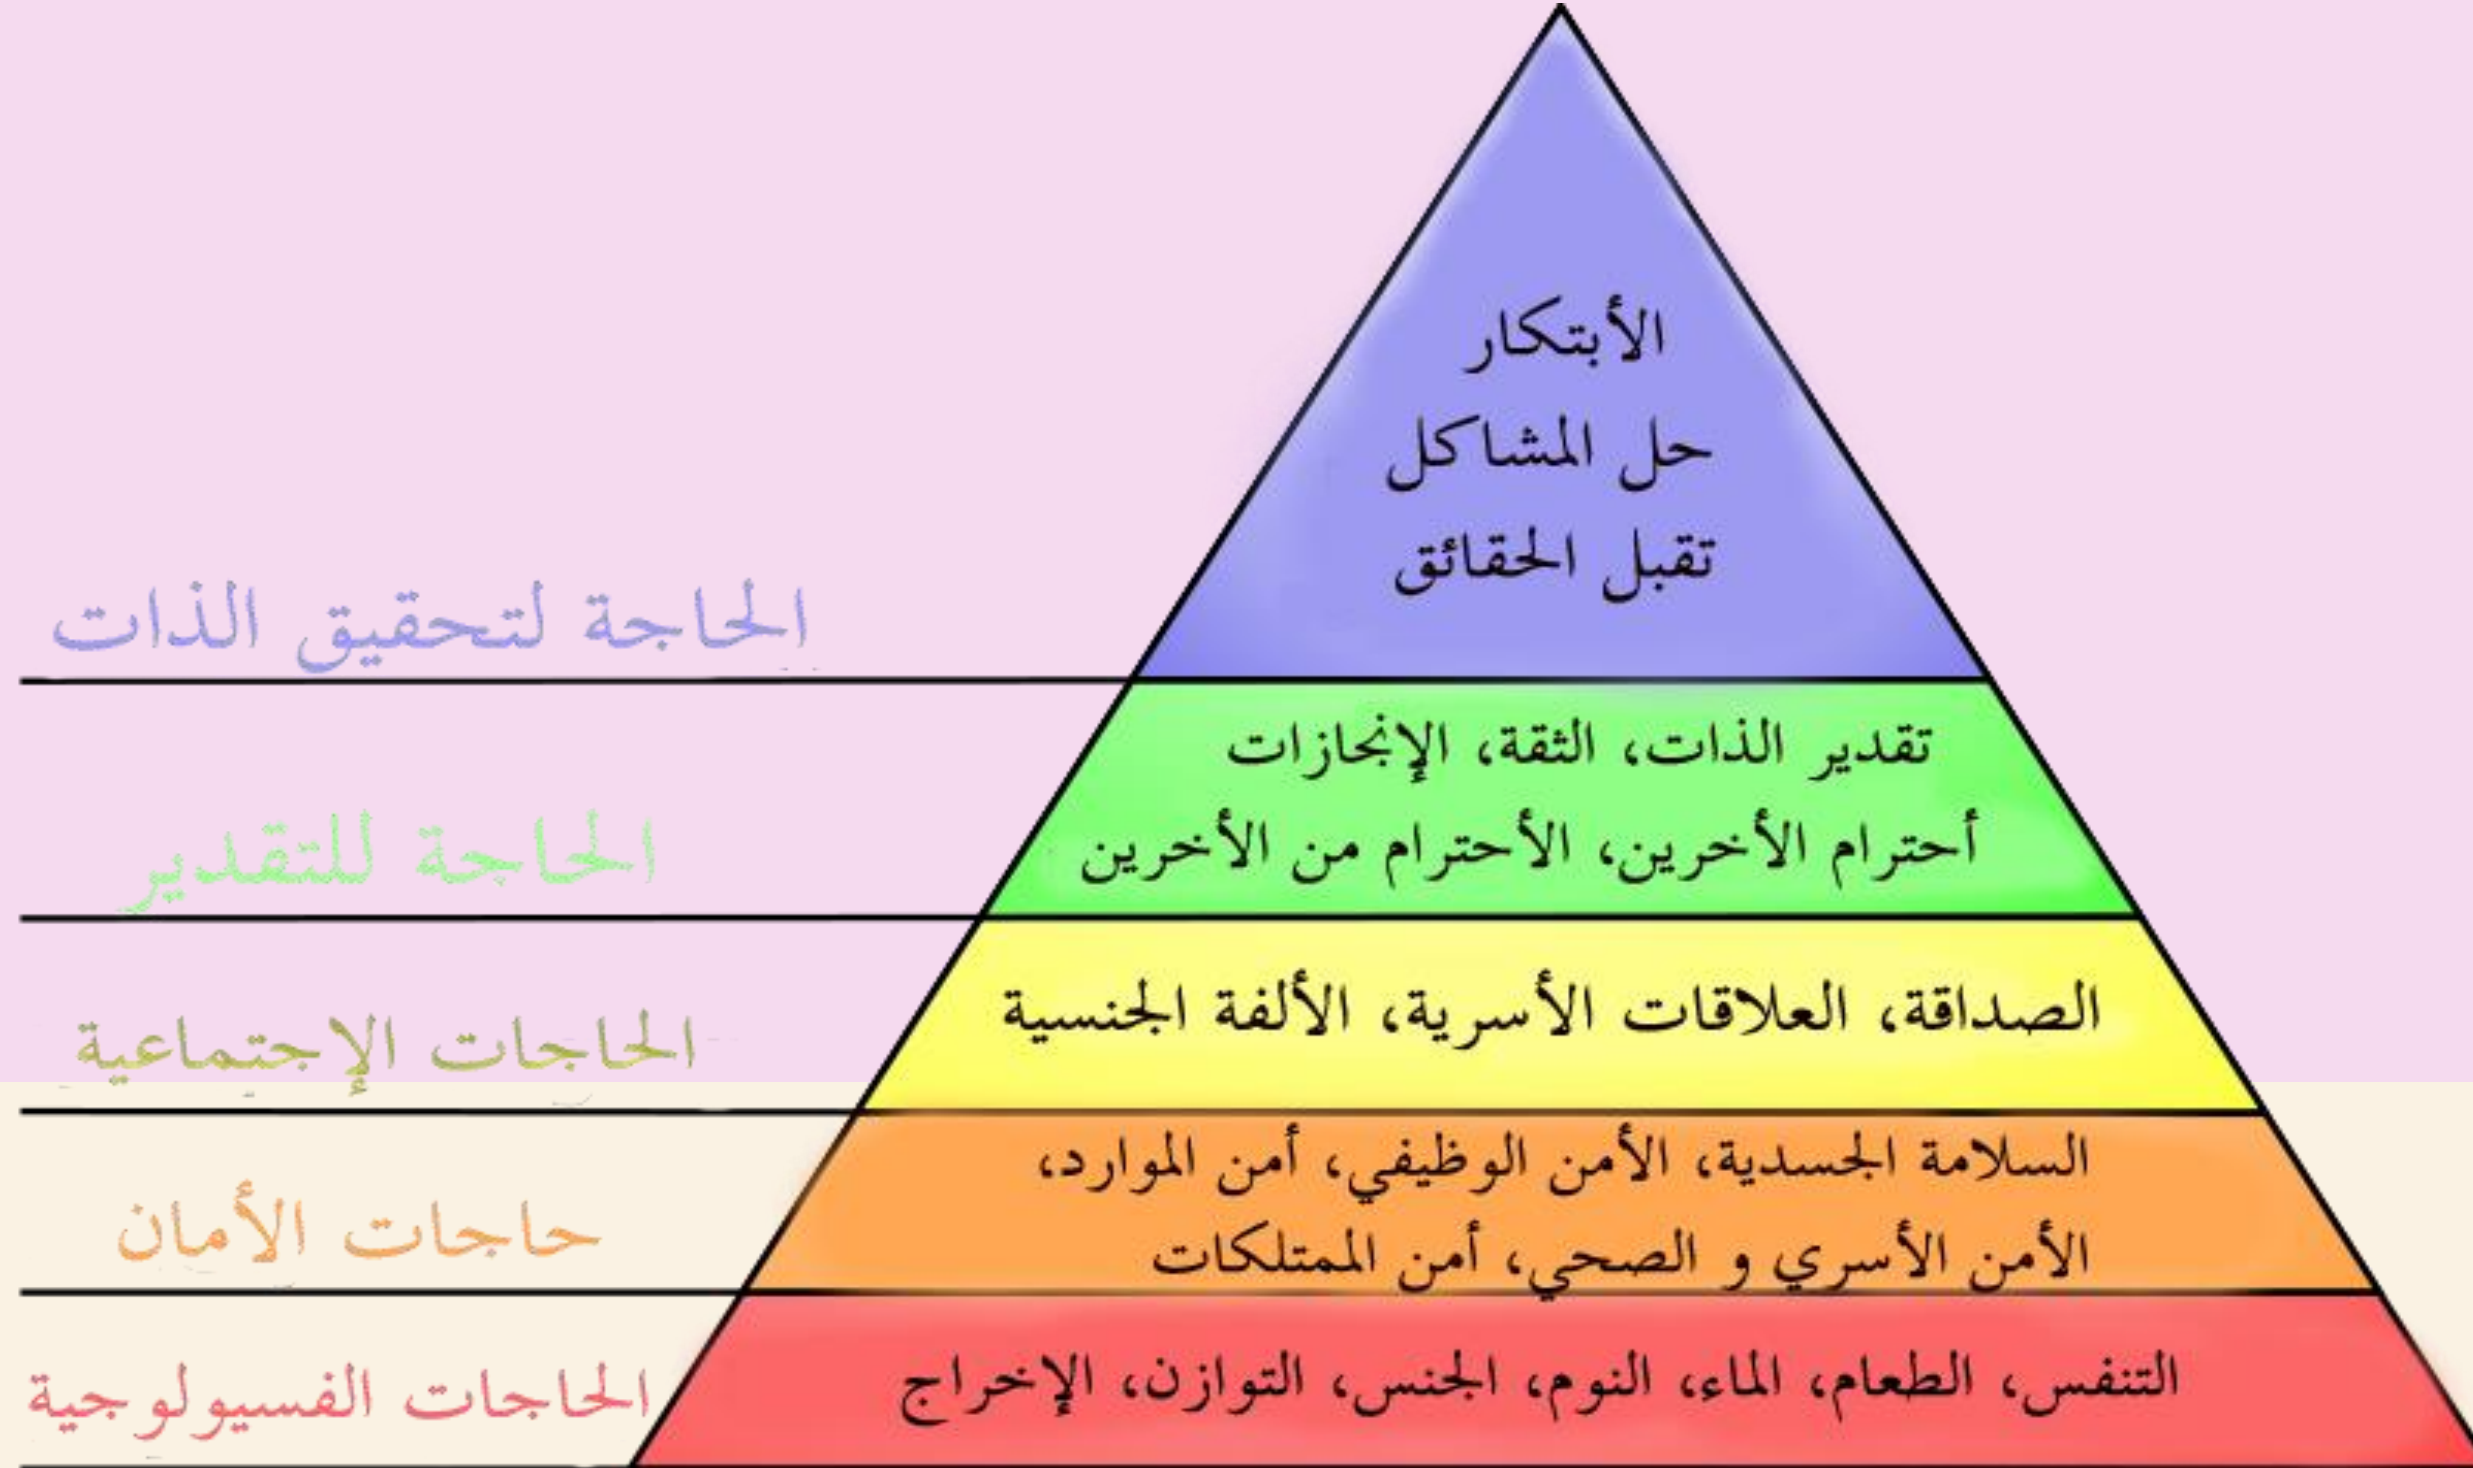 الأبتكار
حل المشاكل
تقبل الحقائق
الحاجة لتحقيق الذات
تقدير الذات، الثقة، الإنجازات
أحترام الأخرين، الأحترام من الأخرين
الحاجة للتقدير
الصداقة، العلاقات الأسرية، الألفة الجنسية
الحاجات الإجتماعية
السلامة الجسدية، الأمن الوظيفي، أمن الموارد،
الأمن الأسري و الصحي، أمن الممتلكات
حاجات الأمان
التنفس، الطعام، الماء، النوم، الجنس، التوازن، الإخراج
الحاجات الفسيولوجية